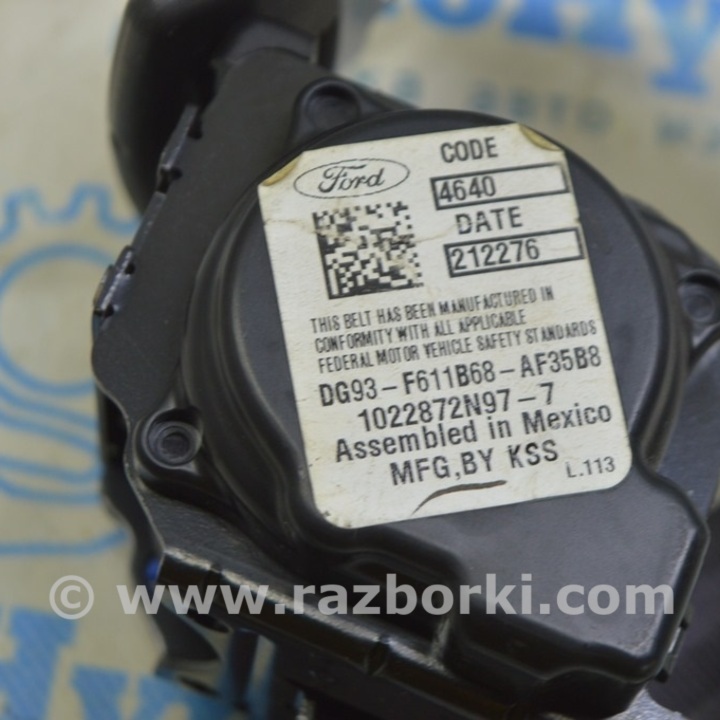 Ford
CODE
4640
DATE
212276
THIS BELT HAS BEEN MANUFACTURED IN
CONFORMITY WITH ALL APPLICABLE
FEDERAL MOTOR VEHICLE SAFETY STANDARDS
DG93-F611B68-AF35B8
1022872N97-7
Assembled in Mexico
MFG,BY KSS
L.113
© www.razborki.com